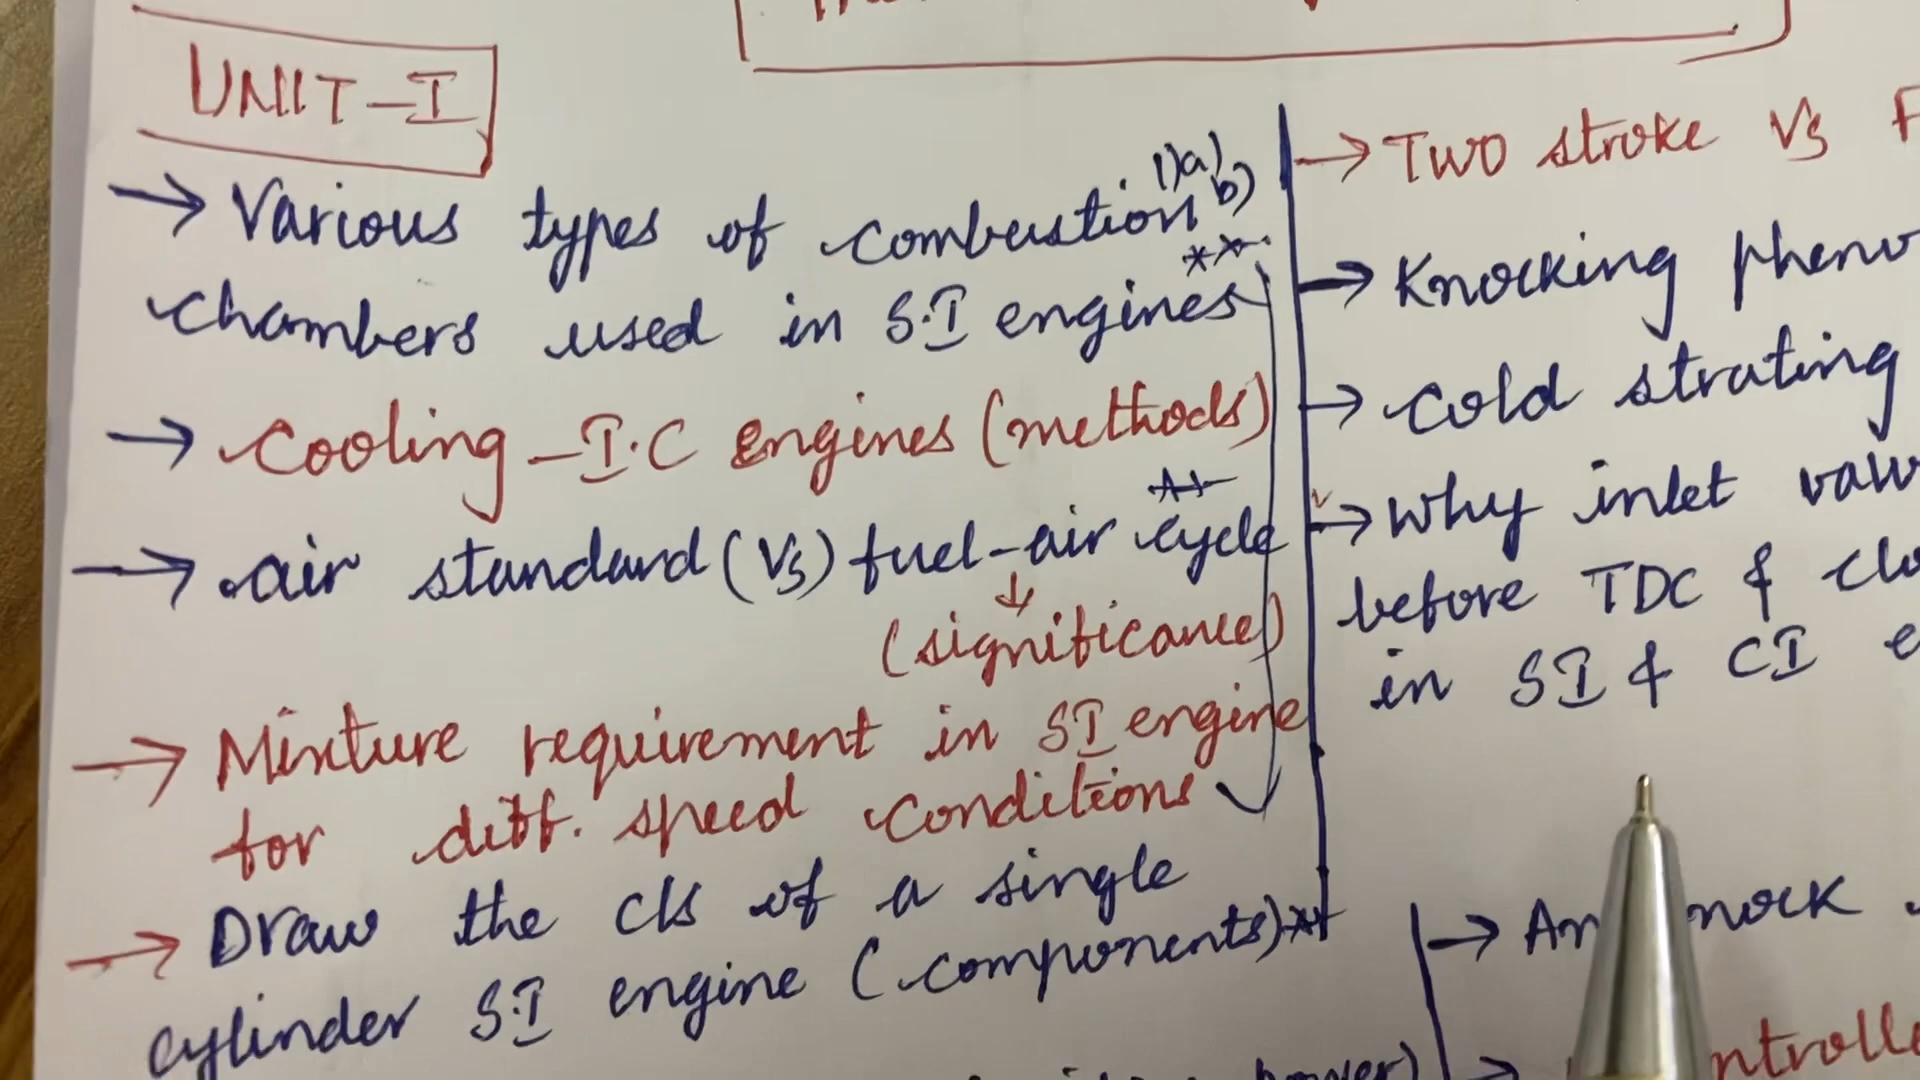 UNIT-I
1)a)
b)
→ Various types of combustion
chambers used in S.I engines **
→ Cooling - I.C engines (methods)
→ air standard (Vs) fuel-air cycle **
↓
(significance)
→ Mixture requirement in SI engine
for diff. speed conditions
→ Draw the c/s of a single
cylinder S.I engine (components) **
→ Two stroke Vs F
→ Knocking pheno
→ cold strating
→ why inlet
before TDC & clo
in SI & CI e
→